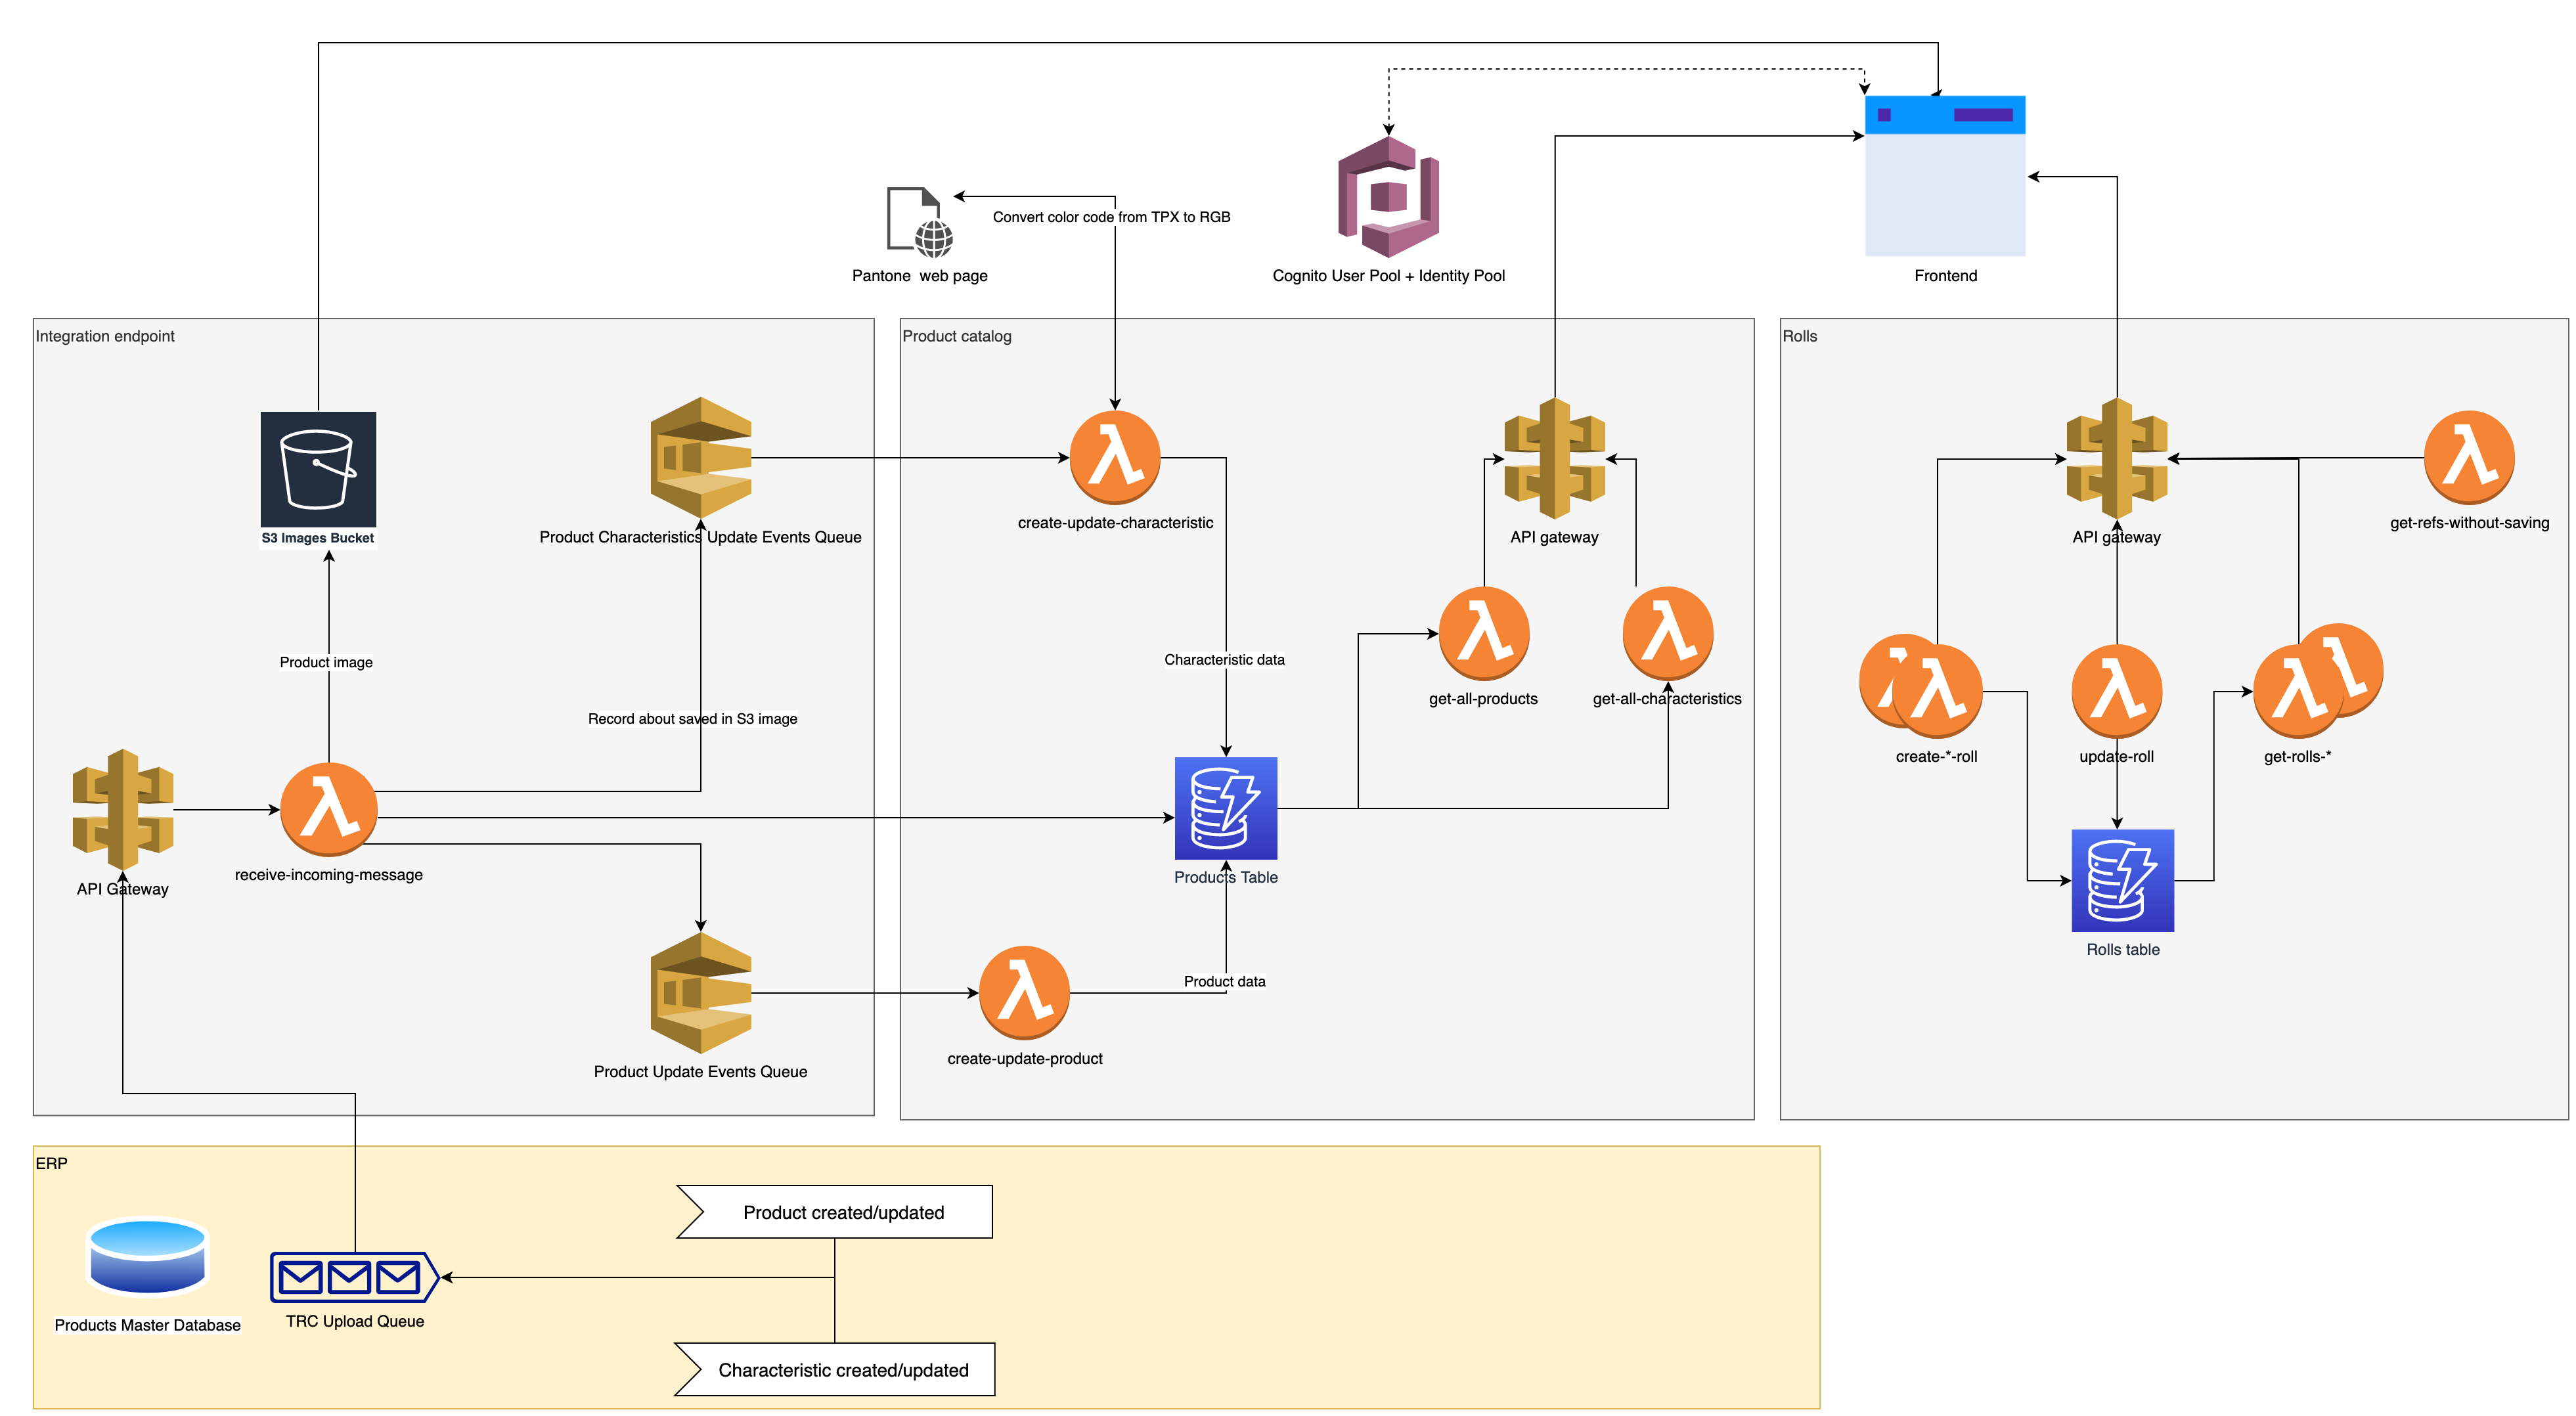 Convert color code from TPX to RGB
Pantone  web page
Cognito User Pool + Identity Pool
Frontend
Integration endpoint
Product catalog
Rolls
S3 Images Bucket
Product Characteristics Update Events Queue
create-update-characteristic
API gateway
API gateway
get-refs-without-saving
Product image
Characteristic data
Record about saved in S3 image
get-all-products
get-all-characteristics
create-*-roll
update-roll
get-rolls-*
API Gateway
receive-incoming-message
Products Table
Rolls table
Product data
Product Update Events Queue
create-update-product
ERP
Product created/updated
Products Master Database
TRC Upload Queue
Characteristic created/updated